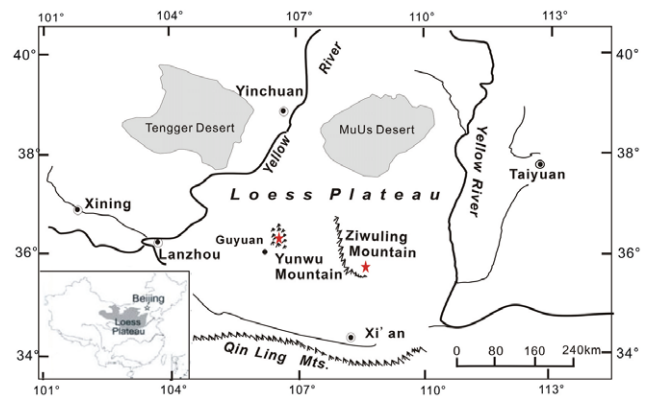 101° 104° 107° 110° 113°
40° 40°
River
Yinchuan
Tengger Desert
MuUs Desert
Yellow
Yellow River
38° 38°
Taiyuan
Loess Plateau
Xining
Guyuan
Ziwuling
Mountain
36° 36°
Lanzhou
Yunwu
Mountain
Beijing
Loess
Plateau
Xi' an
Qin Ling Mts.
0 80 160 240km
34° 34°
101° 104° 107° 110° 113°